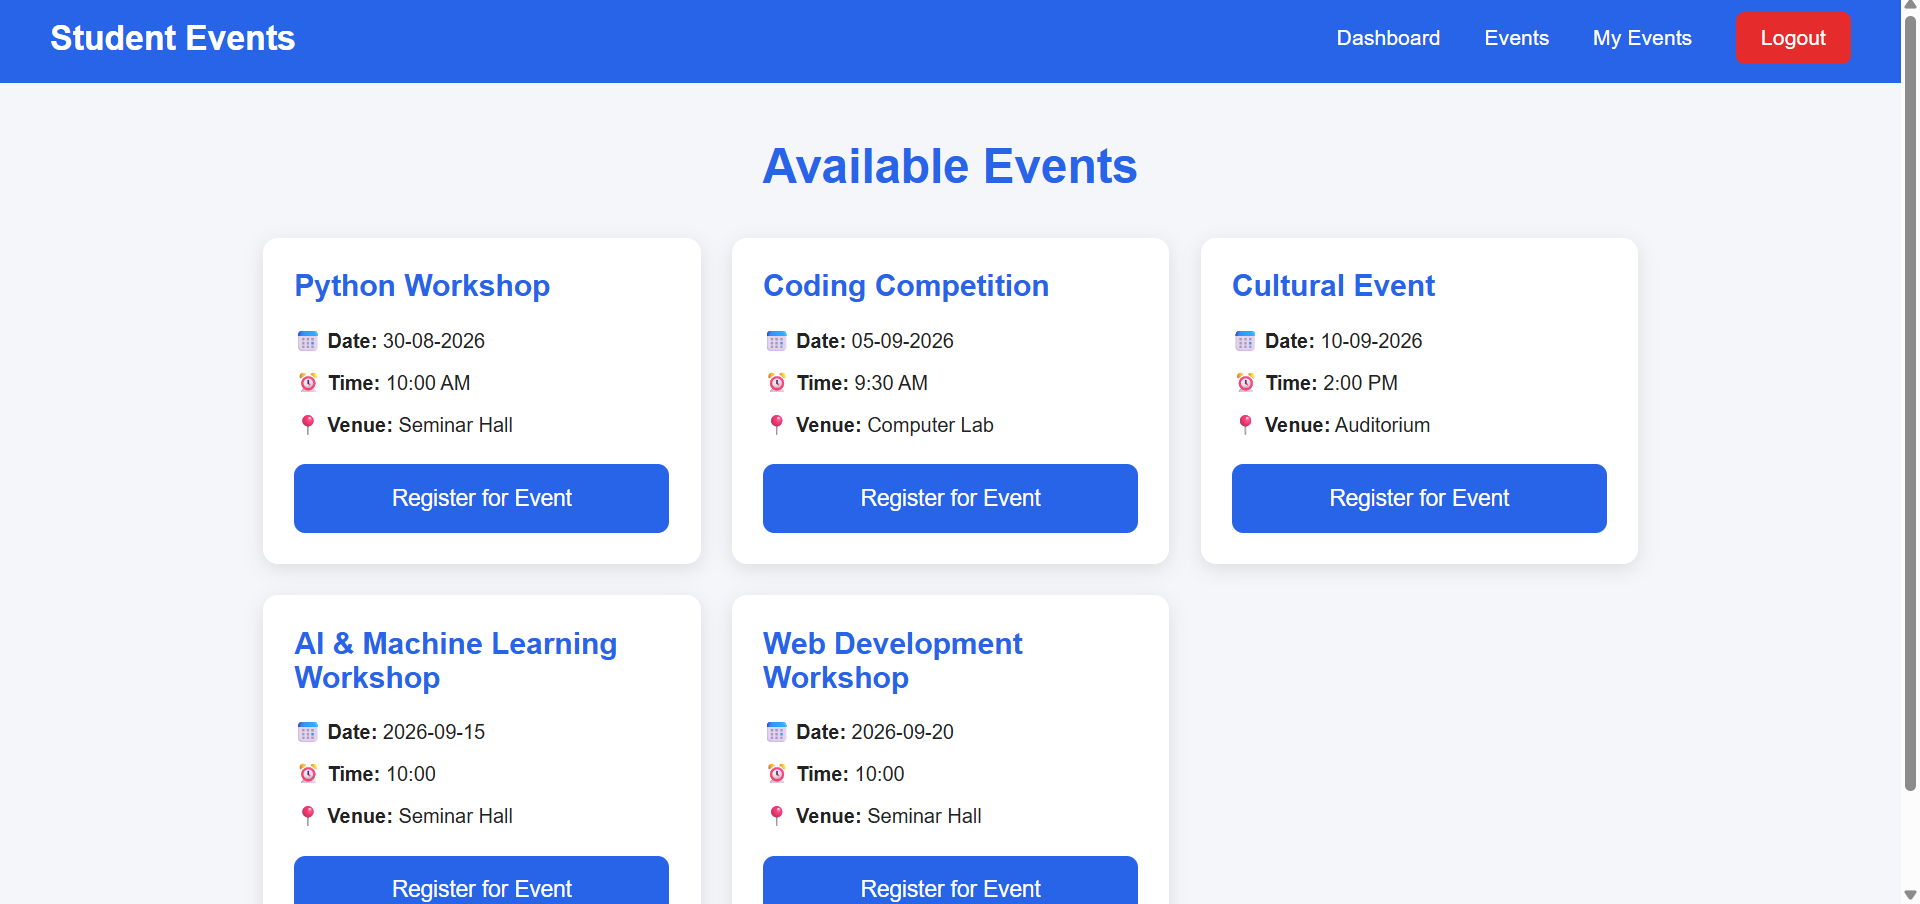 Student Events
Dashboard
Events
My Events
Logout
Available Events
Python Workshop
Date: 30-08-2026
Time: 10:00 AM
Venue: Seminar Hall
Register for Event
Coding Competition
Date: 05-09-2026
Time: 9:30 AM
Venue: Computer Lab
Register for Event
Cultural Event
Date: 10-09-2026
Time: 2:00 PM
Venue: Auditorium
Register for Event
AI & Machine Learning
Workshop
Date: 2026-09-15
Time: 10:00
Venue: Seminar Hall
Register for Event
Web Development
Workshop
Date: 2026-09-20
Time: 10:00
Venue: Seminar Hall
Register for Event